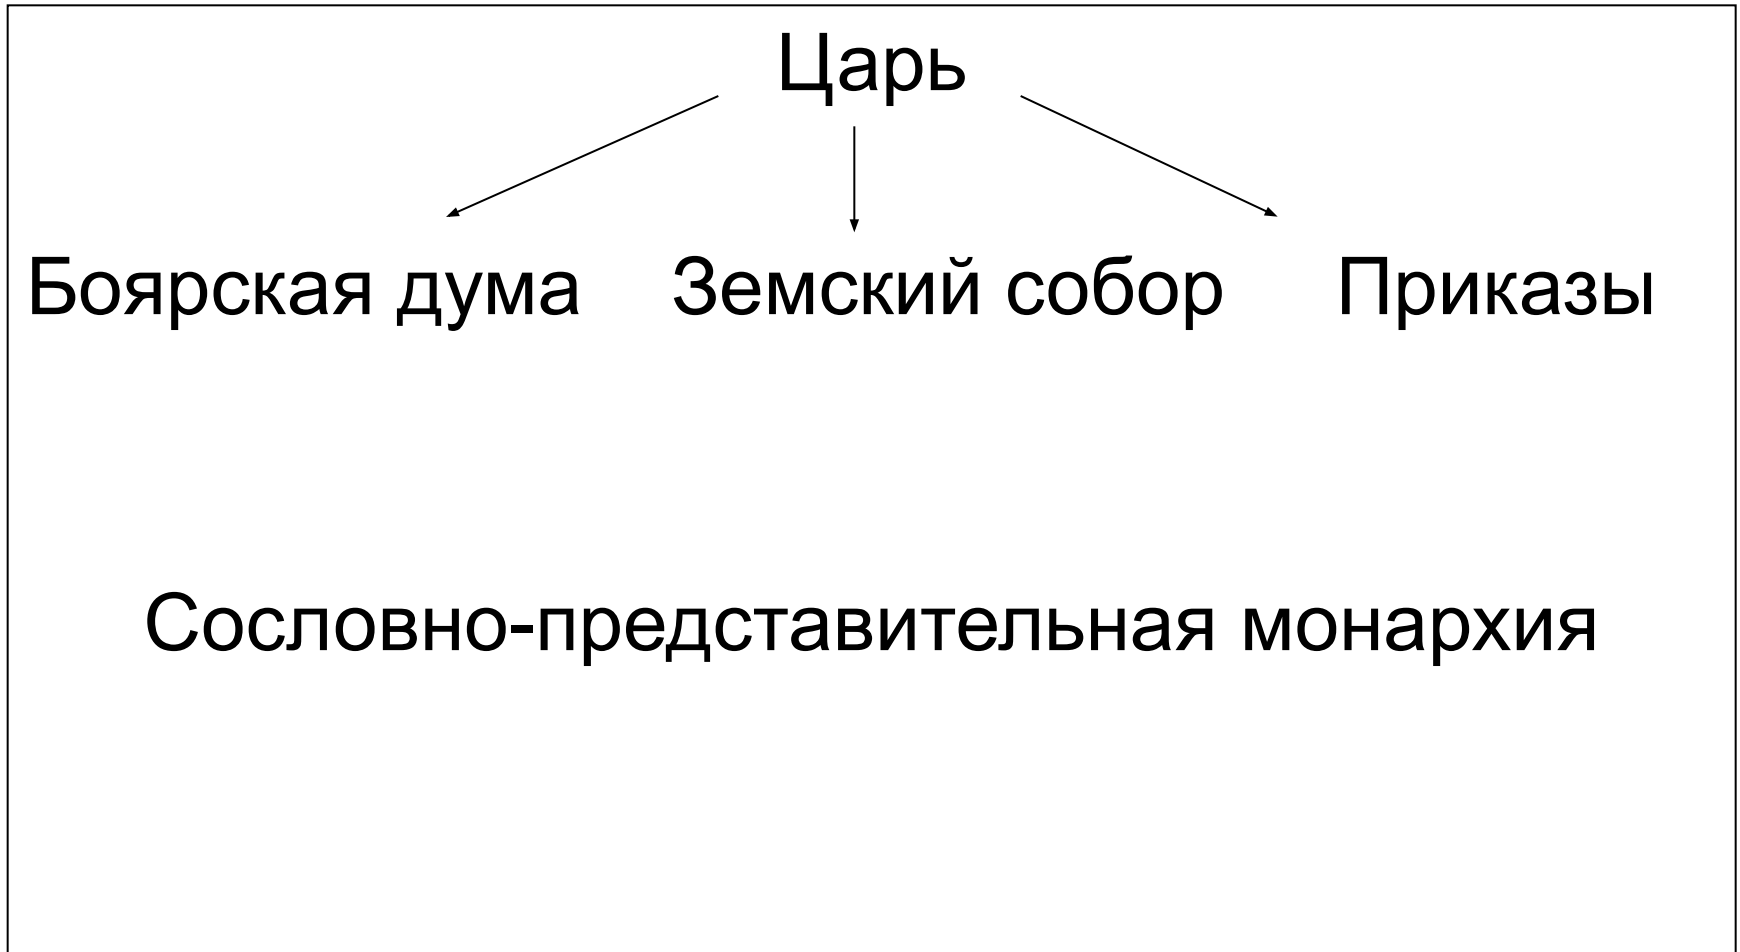 Царь
Боярская дума Земский собор Приказы
Сословно-представительная монархия